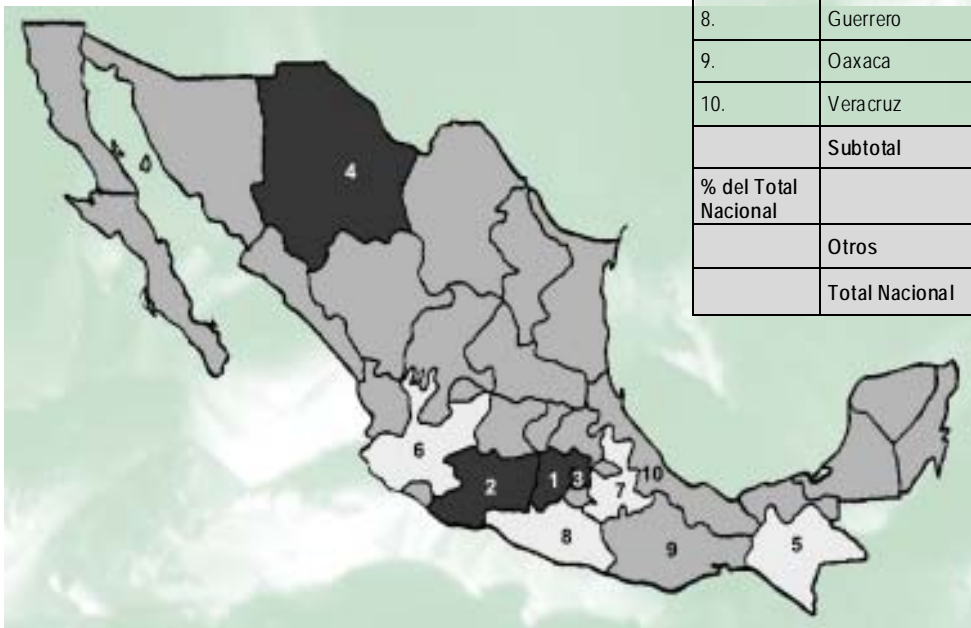 8. Guerrero
9. Oaxaca
10. Veracruz
Subtotal
% del Total
Nacional
Otros
Total Nacional
4
6
2
1
3
7
10
8
9
5